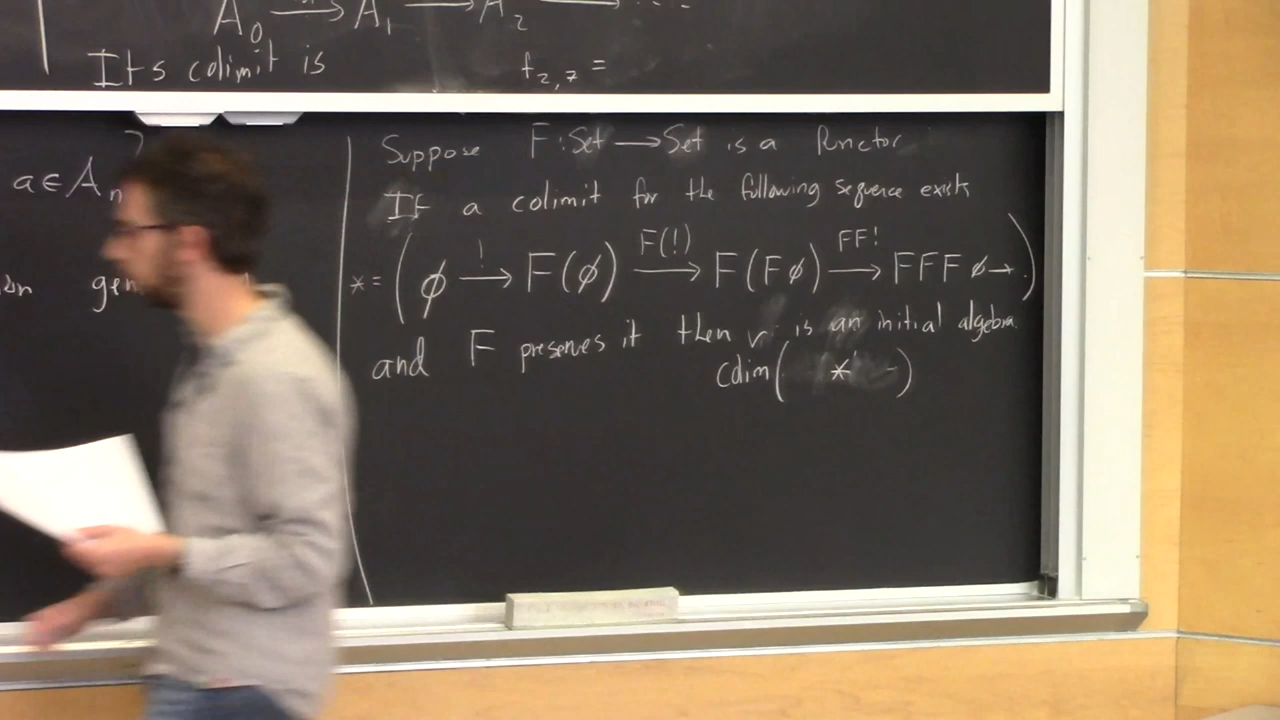 A₀ → A₁ → A₂ → ...
Its colimit is
f₂,₇ =
a ∈ Aₙ
gen
Suppose F : Set → Set is a functor
If a colimit for the following sequence exists
* = ( ∅ —!→ F(∅) —F(!)→ F(F∅) —FF!→ FFF∅ → . )
and F preserves it then is an initial algebra.
colim( * )